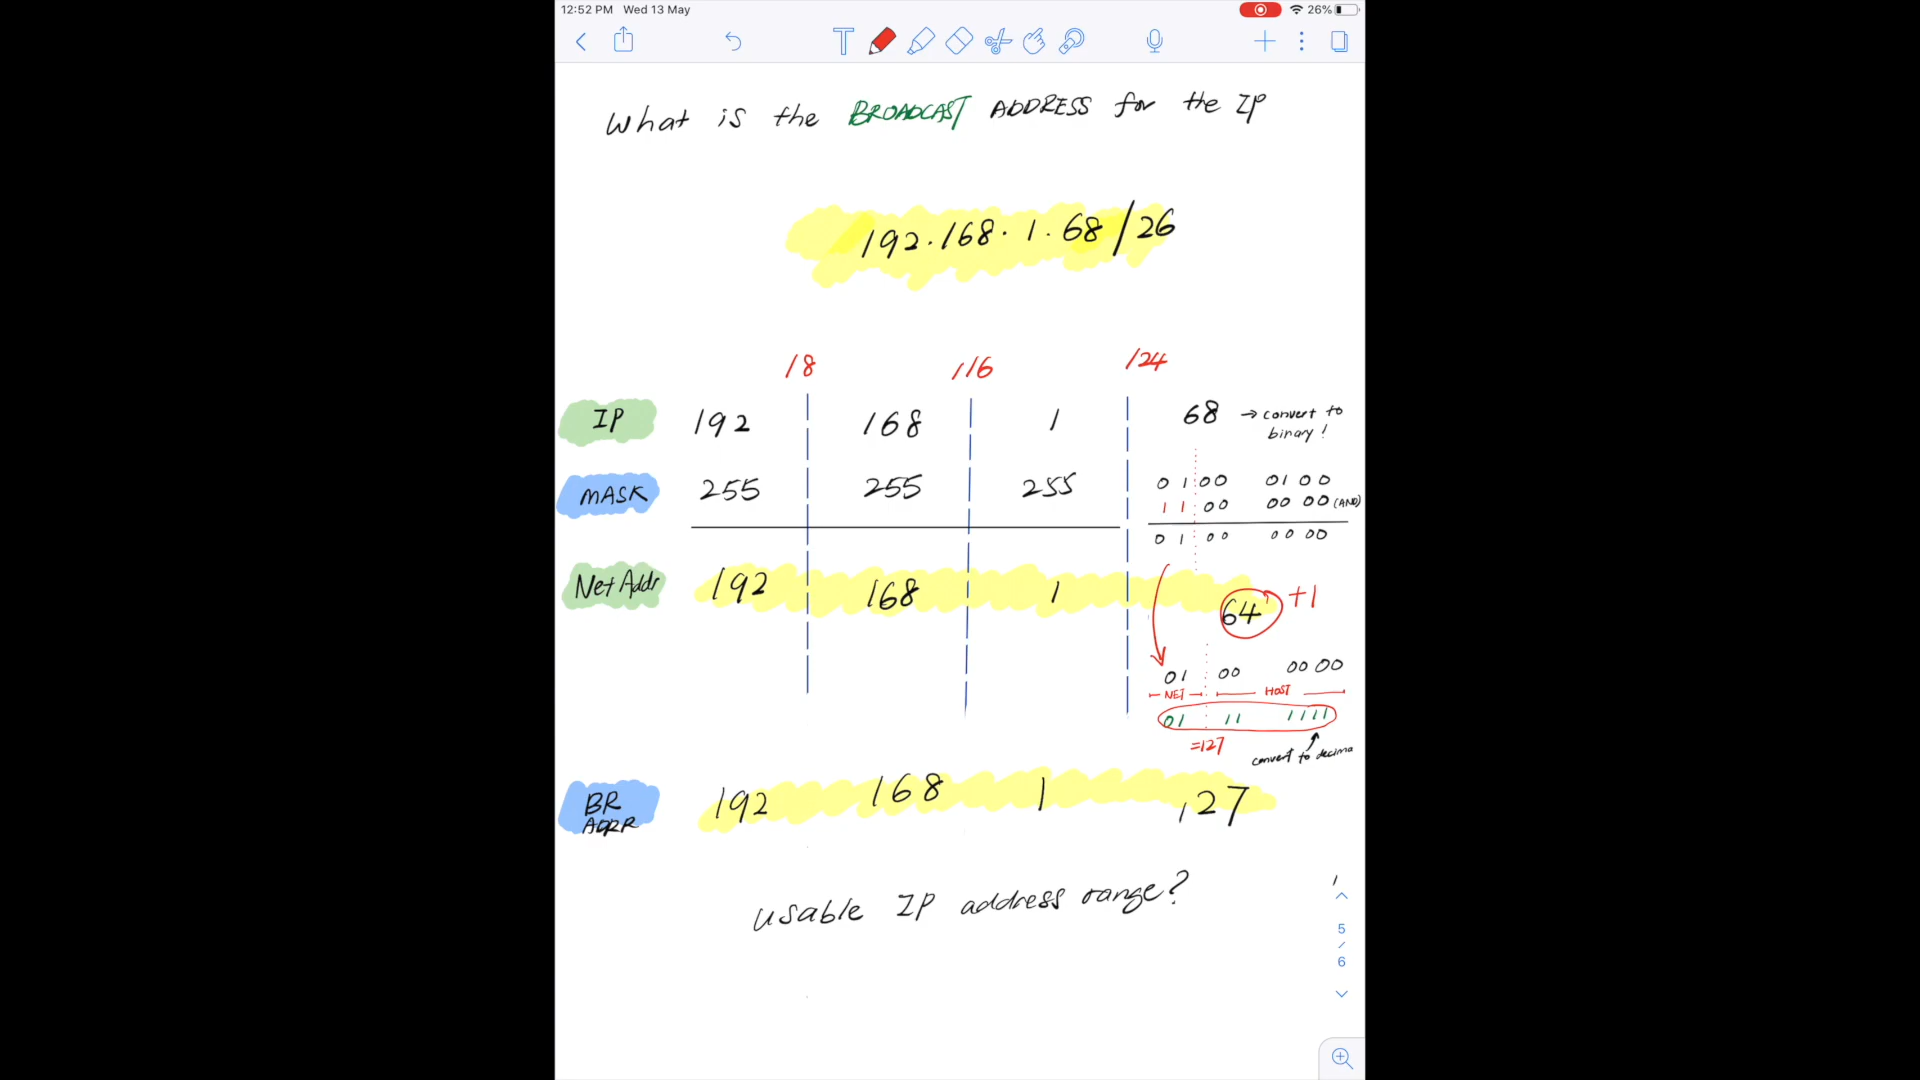 12:52 PM Wed 13 May
26%
What is the BROADCAST ADDRESS for the IP
192.168.1.68/26
/8 /16 /24
IP 192 168 1 68 → convert to
binary!
0 1 00 01 00
MASK 255 255 255
1 1 00 00 00 (AND)
0 1 00 00 00
Net Addr 192 168 1 64 +1
01 00 00 00
NET HOST
01 11 1111
=127 convert to decima
BR 192 168 1 127
ADRR
usable IP address range?
5
/
6